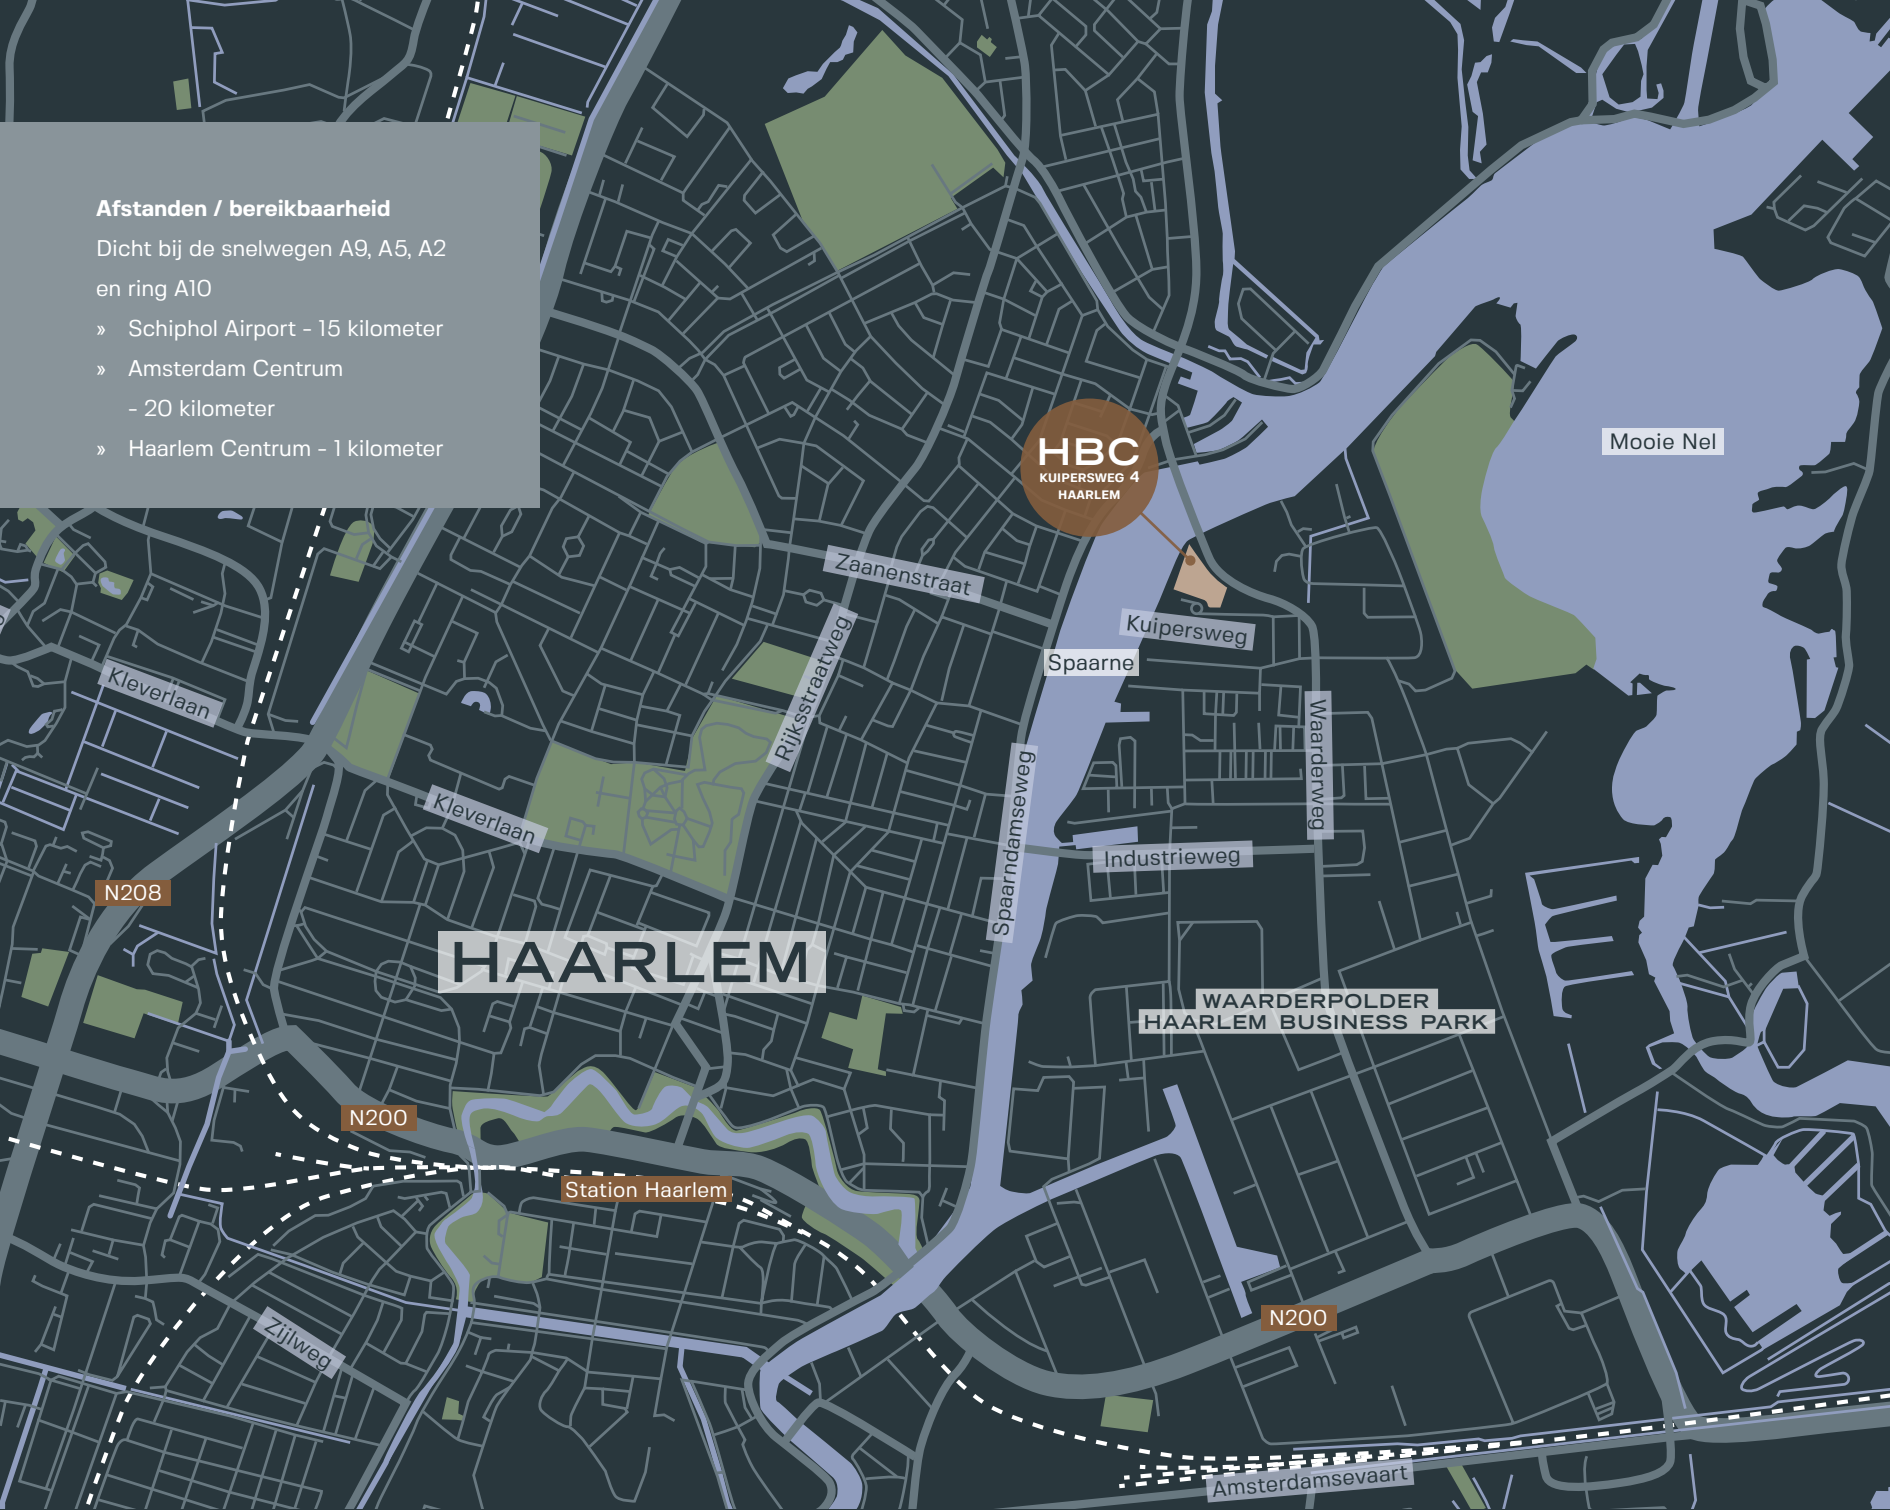 Afstanden / bereikbaarheid
Dicht bij de snelwegen A9, A5, A2
en ring A10
» Schiphol Airport - 15 kilometer
» Amsterdam Centrum
- 20 kilometer
» Haarlem Centrum - 1 kilometer
HBC
KUIPERSWEG 4
HAARLEM
Mooie Nel
Zaanenstraat
Kuipersweg
Spaarne
Rijksstraatweg
Kleverlaan
Waarderweg
Spaarndamseweg
Kleverlaan
Industrieweg
N208
HAARLEM
WAARDERPOLDER
HAARLEM BUSINESS PARK
N200
Station Haarlem
N200
Zijlweg
Amsterdamsevaart